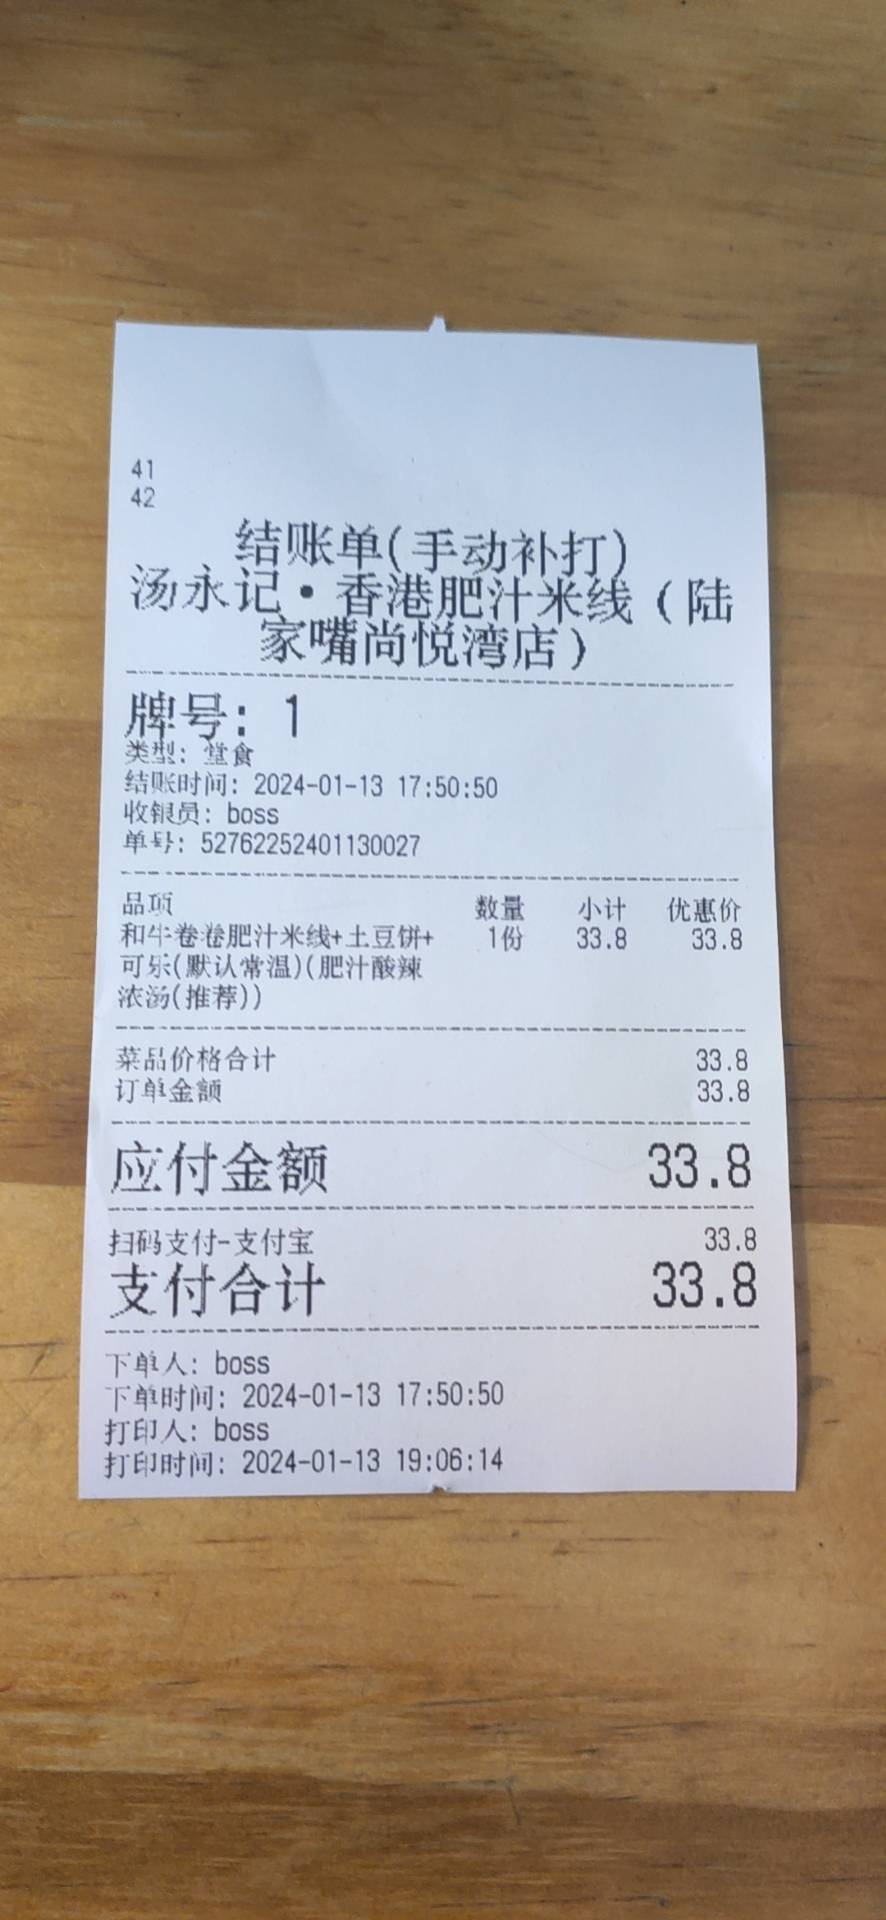 41
42
结账单(手动补打)
汤永记·香港肥汁米线（陆
家嘴尚悦湾店）
牌号: 1
类型: 堂食
结账时间: 2024-01-13 17:50:50
收银员: boss
单号: 52762252401130027
品项 数量 小计 优惠价
和牛卷卷肥汁米线+土豆饼+ 1份 33.8 33.8
可乐(默认常温)(肥汁酸辣
浓汤(推荐))
菜品价格合计 33.8
订单金额 33.8
应付金额 33.8
扫码支付-支付宝 33.8
支付合计 33.8
下单人: boss
下单时间: 2024-01-13 17:50:50
打印人: boss
打印时间: 2024-01-13 19:06:14